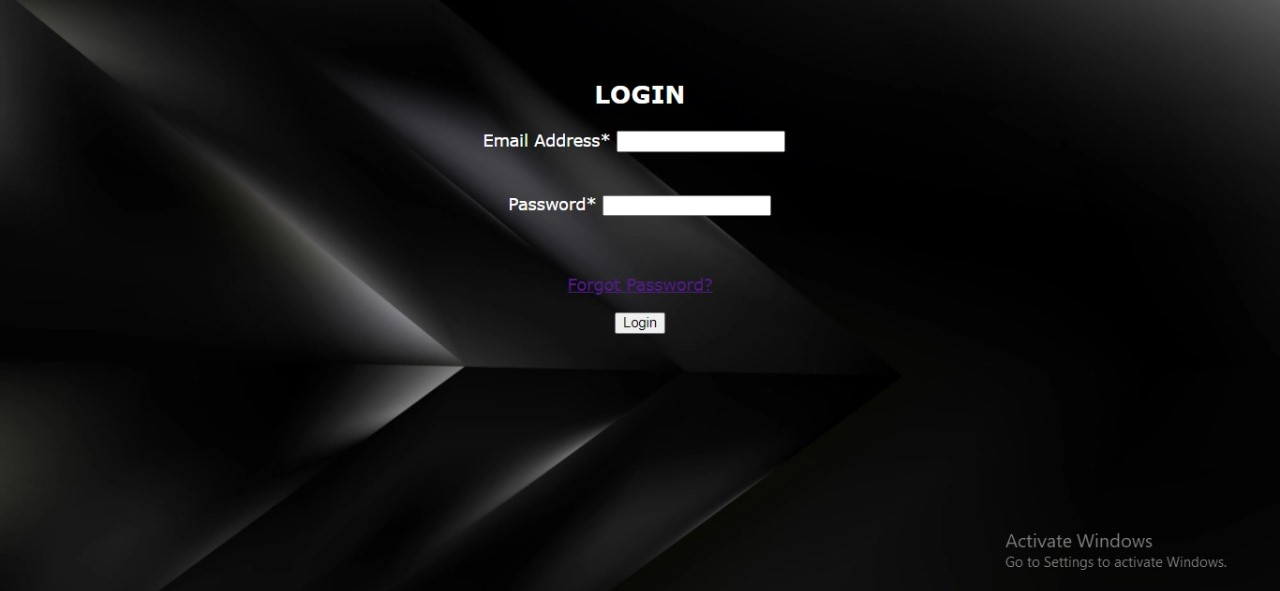 LOGIN
Email Address*
Password*
Forgot Password?
Login
Activate Windows
Go to Settings to activate Windows.